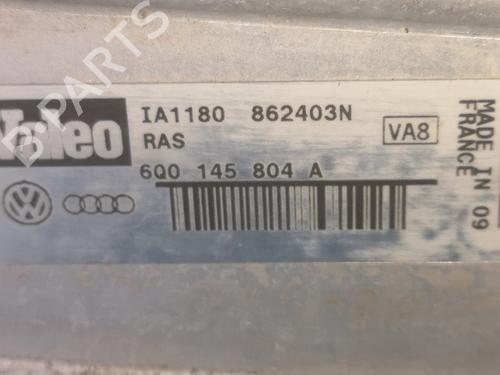 B-PARTS
Valeo
IA1180 862403N
RAS
VA8
6Q0 145 804 A
MADE IN
FRANCE 09